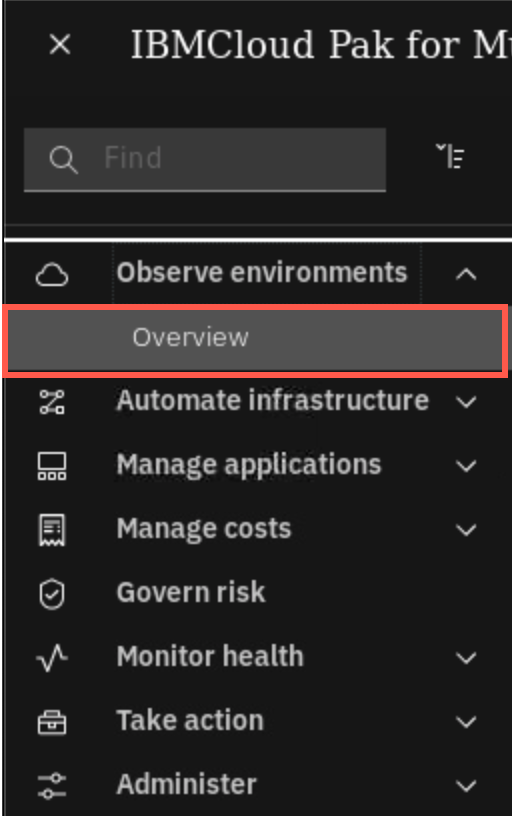 IBMCloud Pak for Mu
Find
Observe environments
Overview
Automate infrastructure
Manage applications
Manage costs
Govern risk
Monitor health
Take action
Administer